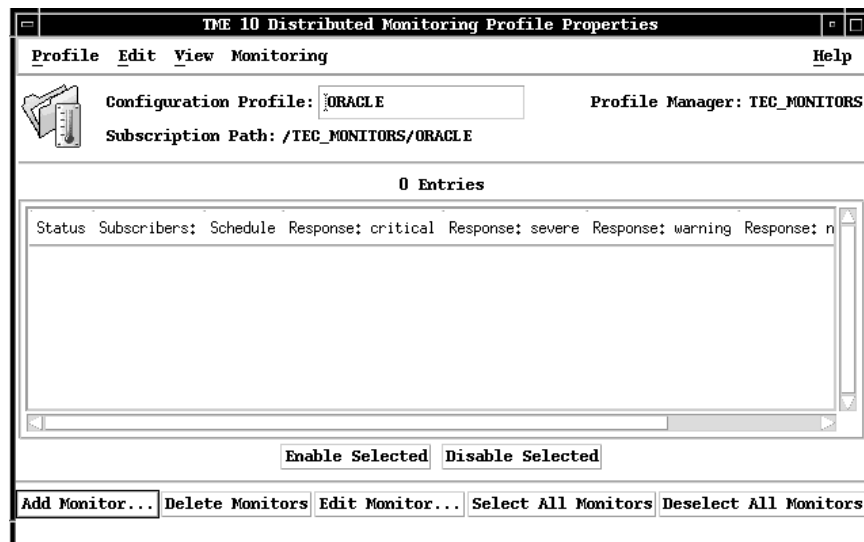 TME 10 Distributed Monitoring Profile Properties
Profile Edit View Monitoring Help
Configuration Profile: ORACLE Profile Manager: TEC_MONITORS
Subscription Path: /TEC_MONITORS/ORACLE
0 Entries
Status Subscribers: Schedule Response: critical Response: severe Response: warning Response: n
Enable Selected Disable Selected
Add Monitor... Delete Monitors Edit Monitor... Select All Monitors Deselect All Monitors